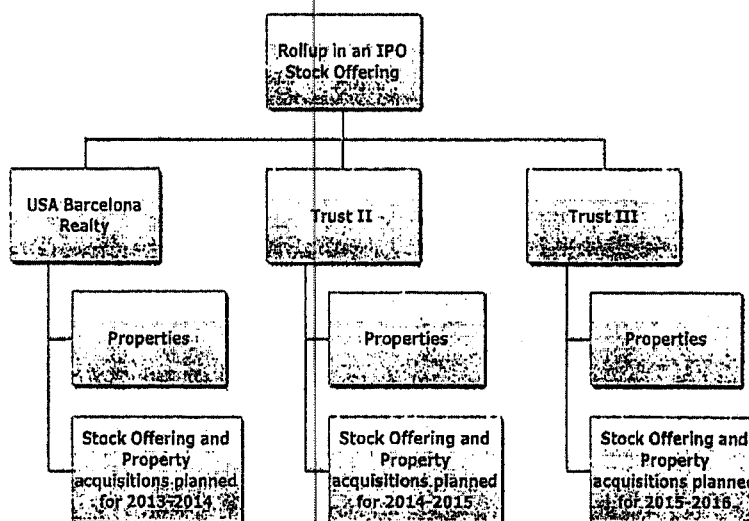 Rollup in an IPO
Stock Offering
USA Barcelona
Realty
Trust II
Trust III
Properties
Properties
Properties
Stock Offering and
Property
acquisitions planned
for 2013-2014
Stock Offering and
Property
acquisitions planned
for 2014-2015
Stock Offering and
Property
acquisitions planned
for 2015-2016